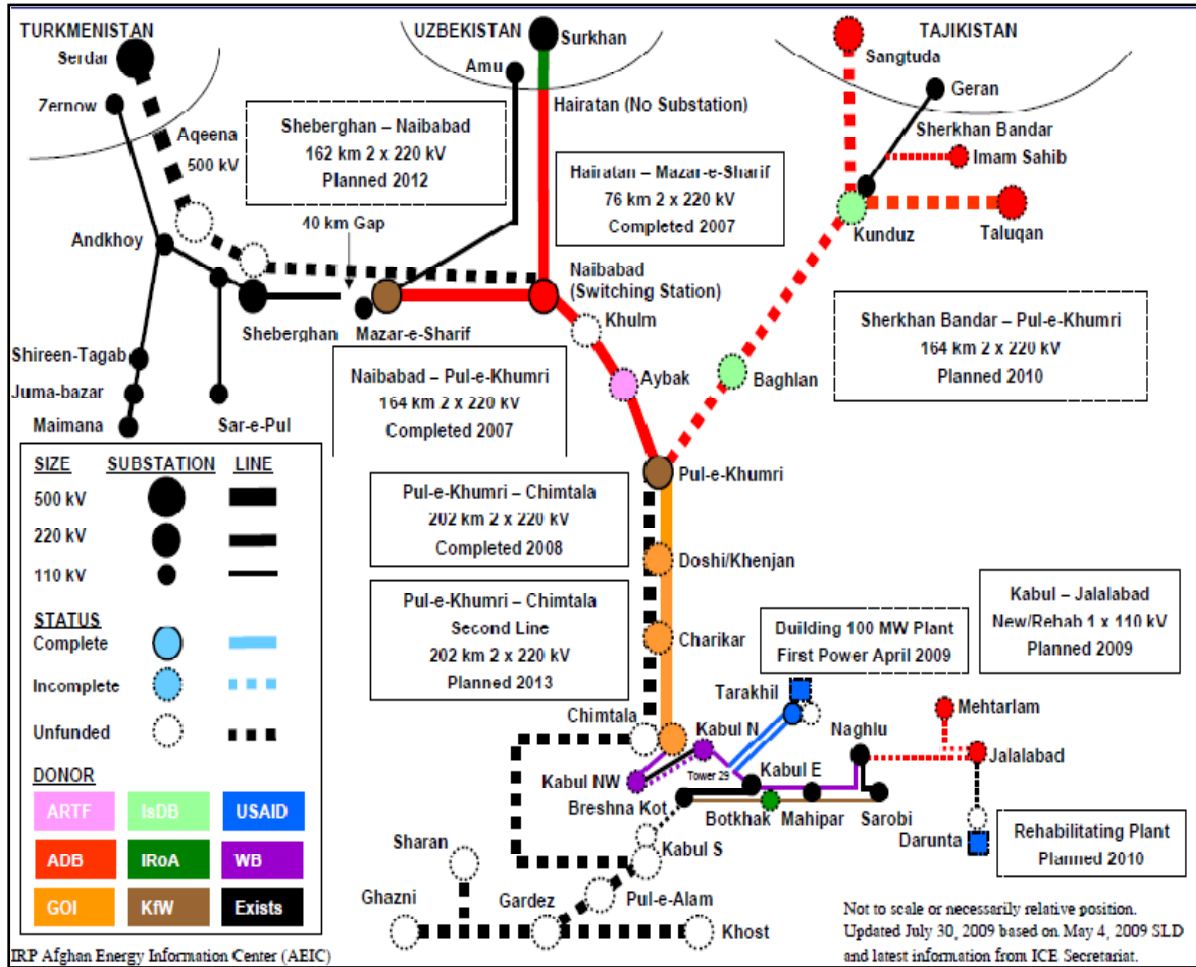 TURKMENISTAN
UZBEKISTAN
TAJIKISTAN
Serdar
Surkhan
Sangtuda
Amu
Zernow
Geran
Hairatan (No Substation)
Aqeena
500 kV
Sheberghan – Naibabad
162 km 2 x 220 kV
Planned 2012
Sherkhan Bandar
Imam Sahib
Hairatan – Mazar-e-Sharif
76 km 2 x 220 kV
Completed 2007
40 km Gap
Andkhoy
Kunduz
Taluqan
Naibabad
(Switching Station)
Khulm
Sheberghan
Mazar-e-Sharif
Sherkhan Bandar – Pul-e-Khumri
164 km 2 x 220 kV
Planned 2010
Shireen-Tagab
Juma-bazar
Maimana
Sar-e-Pul
Naibabad – Pul-e-Khumri
164 km 2 x 220 kV
Completed 2007
Aybak
Baghlan
SIZE SUBSTATION LINE
500 kV
220 kV
110 kV
STATUS
Complete
Incomplete
Unfunded
DONOR
ARTF IsDB USAID
ADB IRoA WB
GOI KfW Exists
Pul-e-Khumri
Pul-e-Khumri – Chimtala
202 km 2 x 220 kV
Completed 2008
Doshi/Khenjan
Pul-e-Khumri – Chimtala
Second Line
202 km 2 x 220 kV
Planned 2013
Charikar
Duilding 100 MW Plant
First Power April 2009
Kabul – Jalalabad
New/Rehab 1 x 110 kV
Planned 2009
Tarakhil
Chimtala
Kabul N
Naghlu
Mehtarlam
Jalalabad
Kabul NW
Tower 29
Kabul E
Breshna Kot
Botkhak
Mahipar
Sarobi
Darunta
Rehabilitating Plant
Planned 2010
Kabul S
Sharan
Pul-e-Alam
Ghazni
Gardez
Khost
Not to scale or necessarily relative position.
Updated July 30, 2009 based on May 4, 2009 SLD
and latest information from ICE Secretariat.
IRP Afghan Energy Information Center (AEIC)